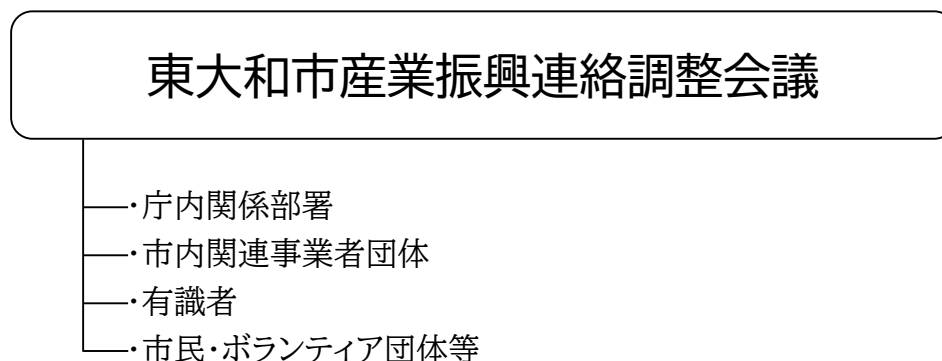 東大和市産業振興連絡調整会議
・庁内関係部署
・市内関連事業者団体
・有識者
・市民・ボランティア団体等